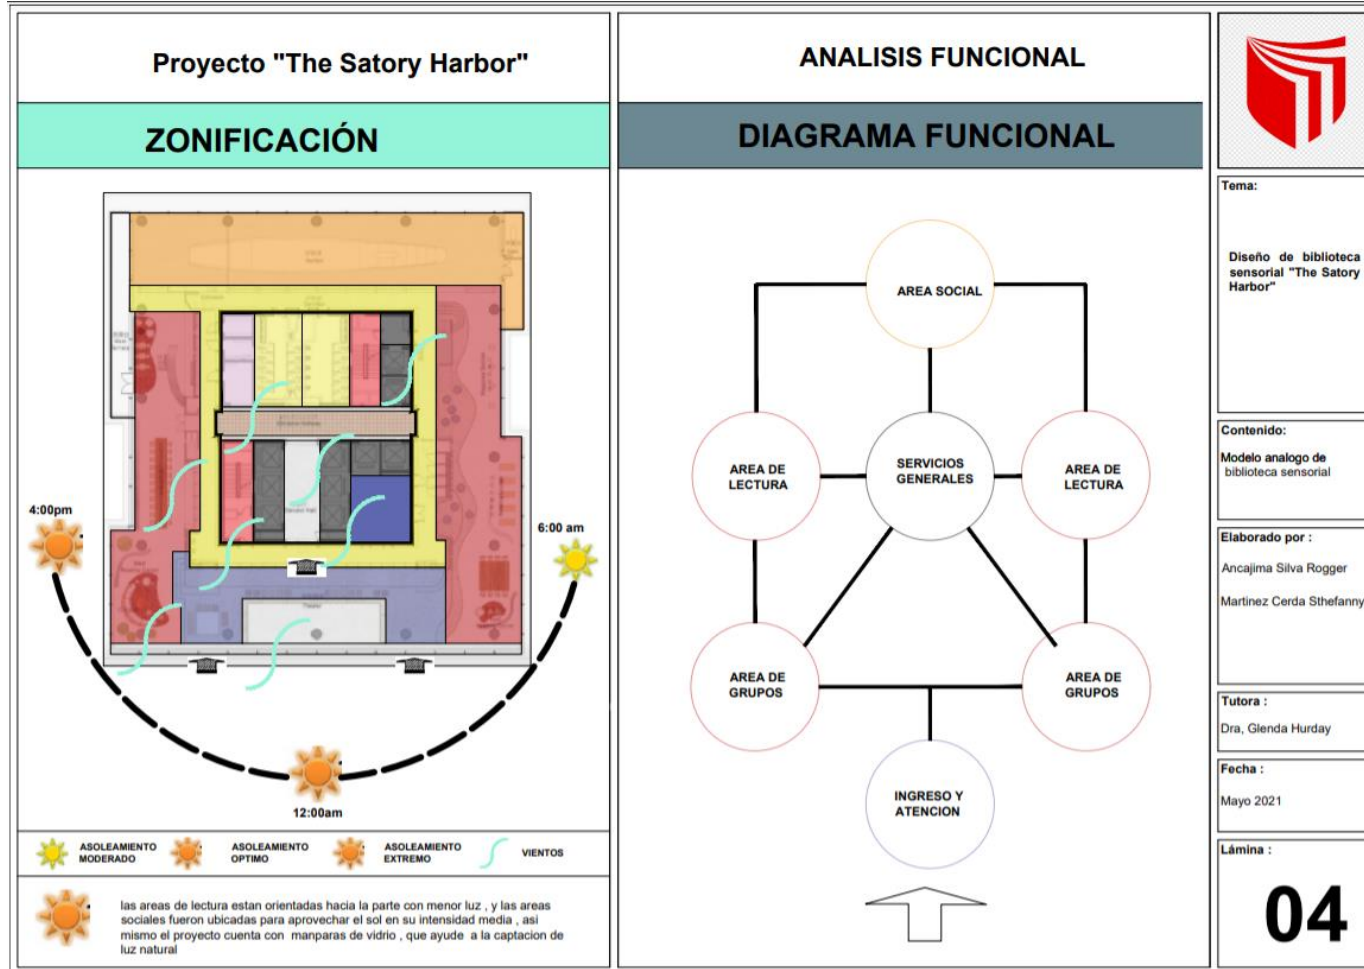 Proyecto "The Satory Harbor"
ZONIFICACIÓN
4:00pm
6:00 am
12:00am
ASOLEAMIENTO
MODERADO
ASOLEAMIENTO
OPTIMO
ASOLEAMIENTO
EXTREMO
VIENTOS
las areas de lectura estan orientadas hacia la parte con menor luz , y las areas
sociales fueron ubicadas para aprovechar el sol en su intensidad media , asi
mismo el proyecto cuenta con manparas de vidrio , que ayude a la captacion de
luz natural
ANALISIS FUNCIONAL
DIAGRAMA FUNCIONAL
AREA SOCIAL
AREA DE
LECTURA
SERVICIOS
GENERALES
AREA DE
LECTURA
AREA DE
GRUPOS
AREA DE
GRUPOS
INGRESO Y
ATENCION
Tema:
Diseño de biblioteca
sensorial "The Satory
Harbor"
Contenido:
Modelo analogo de
biblioteca sensorial
Elaborado por :
Ancajima Silva Rogger
Martinez Cerda Sthefanny
Tutora :
Dra, Glenda Hurday
Fecha :
Mayo 2021
Lámina :
04